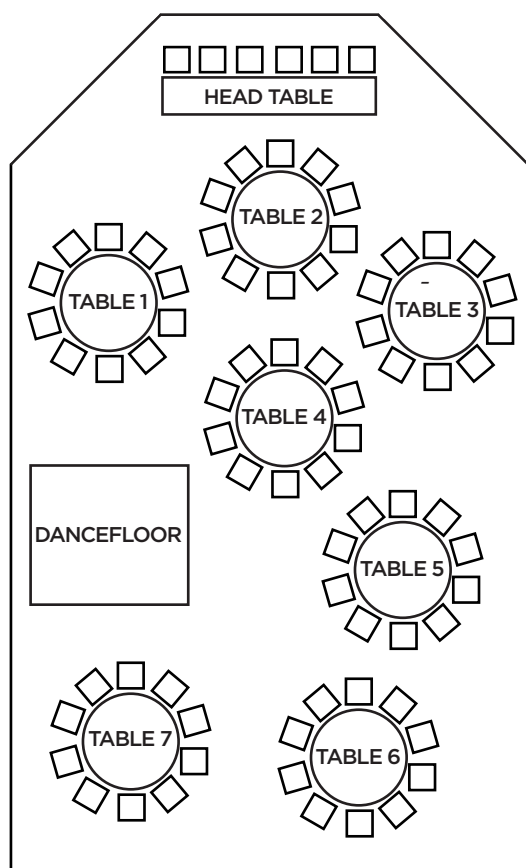 HEAD TABLE
TABLE 2
TABLE 1
TABLE 3
TABLE 4
DANCEFLOOR
TABLE 5
TABLE 7
TABLE 6